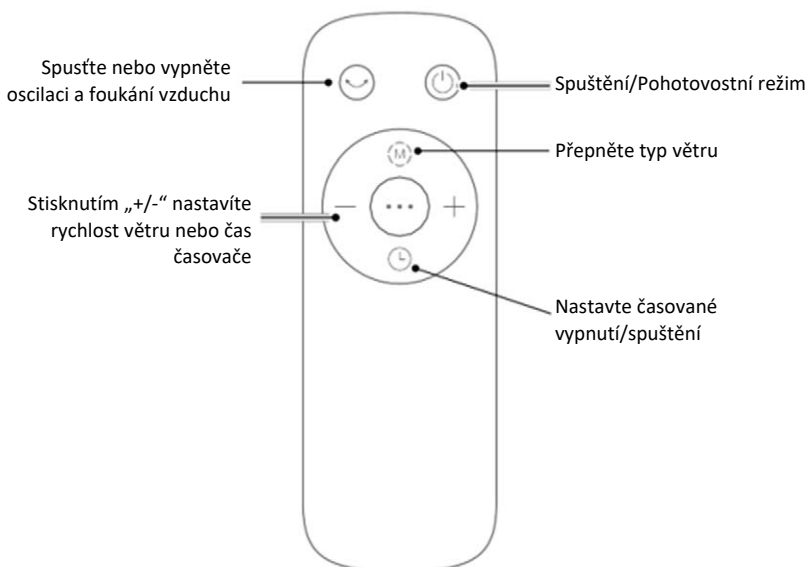 Spusťte nebo vypněte
oscilaci a foukání vzduchu
Spuštění/Pohotovostní režim
M
Přepněte typ větru
Stisknutím „+/-“ nastavíte
rychlost větru nebo čas
časovače
Nastavte časované
vypnutí/spuštění